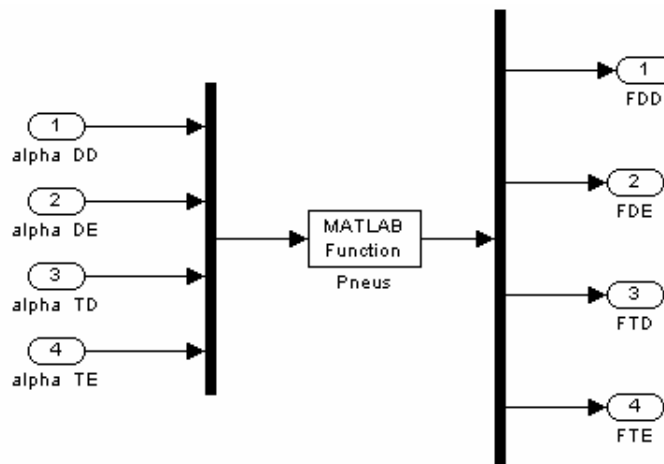 1
alpha DD
2
alpha DE
3
alpha TD
4
alpha TE
MATLAB
Function
Pneus
1
FDD
2
FDE
3
FTD
4
FTE